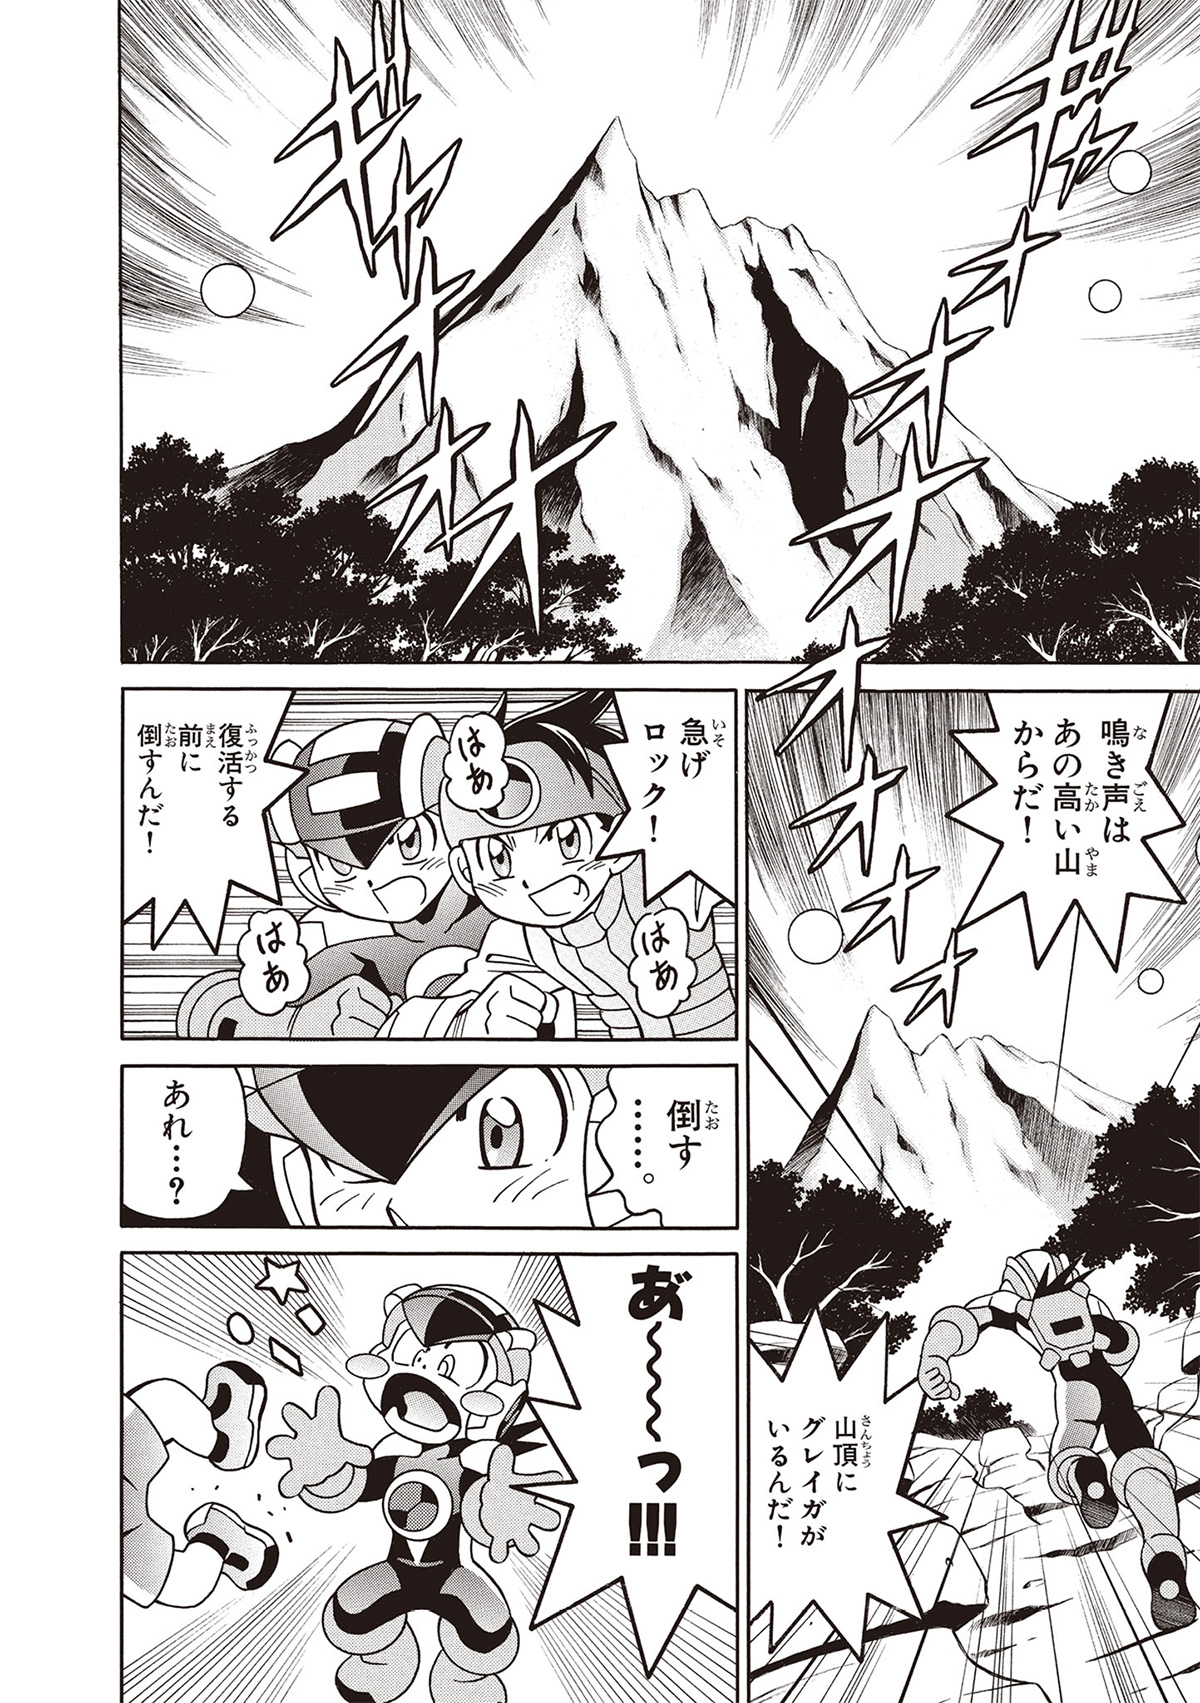 ギャオオオオ
ギャオオオオオオオ
鳴き声は
あの高い山
からだ！
山頂に
グレイガが
いるんだ！
急げ
ロック！
はぁ
はぁ
復活する
前に
倒すんだ！
はぁ
倒す
……。
あれ…？
あ゛～～～～っ
!!!